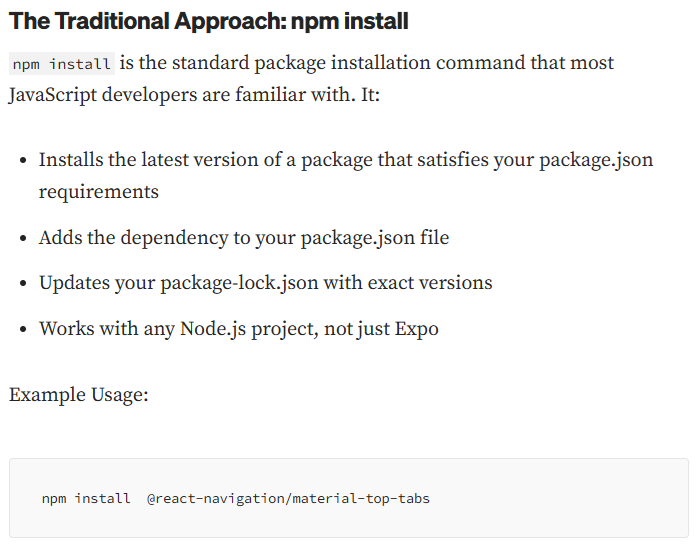 The Traditional Approach: npm install
npm install is the standard package installation command that most
JavaScript developers are familiar with. It:
• Installs the latest version of a package that satisfies your package.json
requirements
• Adds the dependency to your package.json file
• Updates your package-lock.json with exact versions
• Works with any Node.js project, not just Expo
Example Usage:
npm install  @react-navigation/material-top-tabs